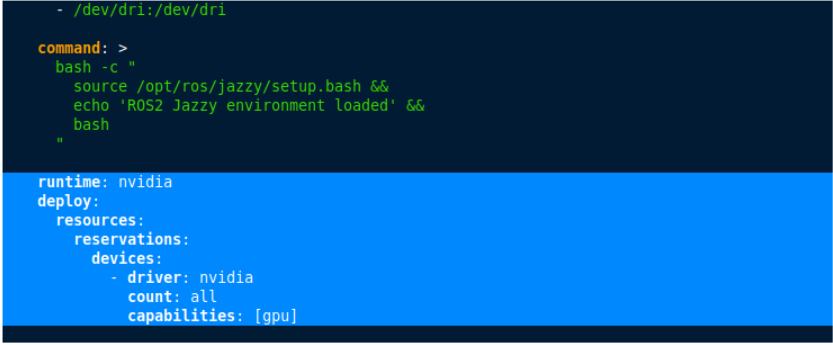 - /dev/dri:/dev/dri
command: >
bash -c "
source /opt/ros/jazzy/setup.bash &&
echo 'ROS2 Jazzy environment loaded' &&
bash
"
runtime: nvidia
deploy:
resources:
reservations:
devices:
- driver: nvidia
count: all
capabilities: [gpu]